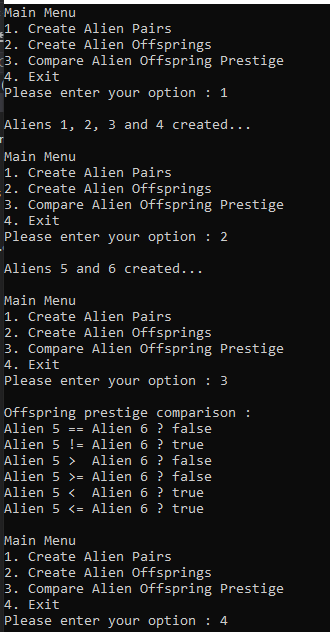 Main Menu
1. Create Alien Pairs
2. Create Alien Offsprings
3. Compare Alien Offspring Prestige
4. Exit
Please enter your option : 1
Aliens 1, 2, 3 and 4 created...
Main Menu
1. Create Alien Pairs
2. Create Alien Offsprings
3. Compare Alien Offspring Prestige
4. Exit
Please enter your option : 2
Aliens 5 and 6 created...
Main Menu
1. Create Alien Pairs
2. Create Alien Offsprings
3. Compare Alien Offspring Prestige
4. Exit
Please enter your option : 3
Offspring prestige comparison :
Alien 5 == Alien 6 ? false
Alien 5 != Alien 6 ? true
Alien 5 >  Alien 6 ? false
Alien 5 >= Alien 6 ? false
Alien 5 <  Alien 6 ? true
Alien 5 <= Alien 6 ? true
Main Menu
1. Create Alien Pairs
2. Create Alien Offsprings
3. Compare Alien Offspring Prestige
4. Exit
Please enter your option : 4